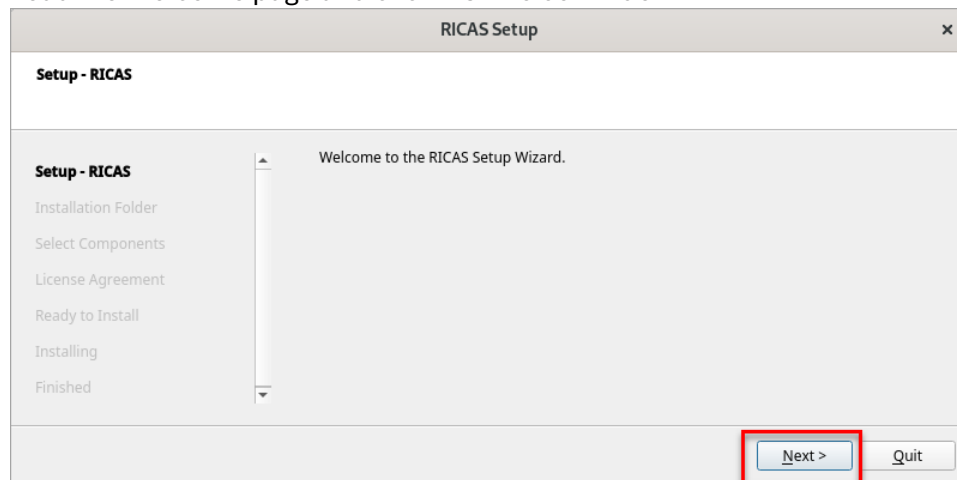 RICAS Setup
×
Setup - RICAS
Setup - RICAS
Welcome to the RICAS Setup Wizard.
Installation Folder
Select Components
License Agreement
Ready to Install
Installing
Finished
Next >
Quit